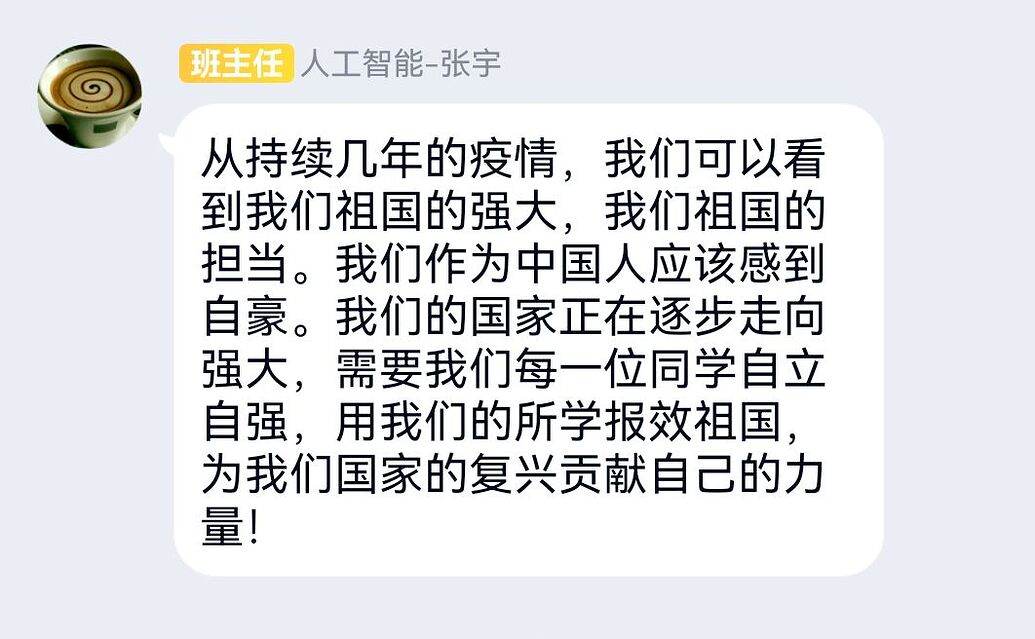 班主任 人工智能-张宇
从持续几年的疫情，我们可以看
到我们祖国的强大，我们祖国的
担当。我们作为中国人应该感到
自豪。我们的国家正在逐步走向
强大，需要我们每一位同学自立
自强，用我们的所学报效祖国，
为我们国家的复兴贡献自己的力
量！